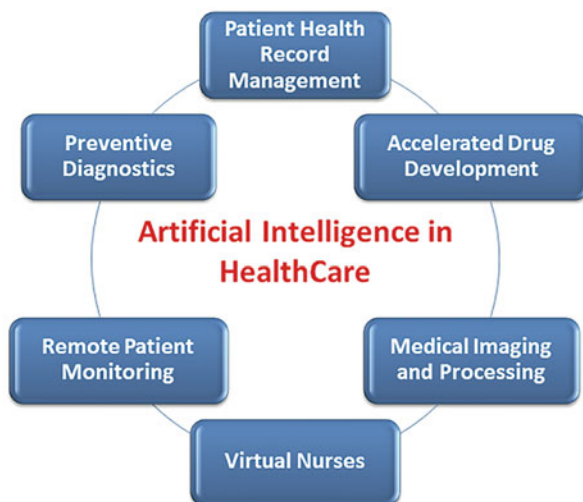 Patient Health
Record
Management
Preventive
Diagnostics
Accelerated Drug
Development
Artificial Intelligence in
HealthCare
Remote Patient
Monitoring
Medical Imaging
and Processing
Virtual Nurses